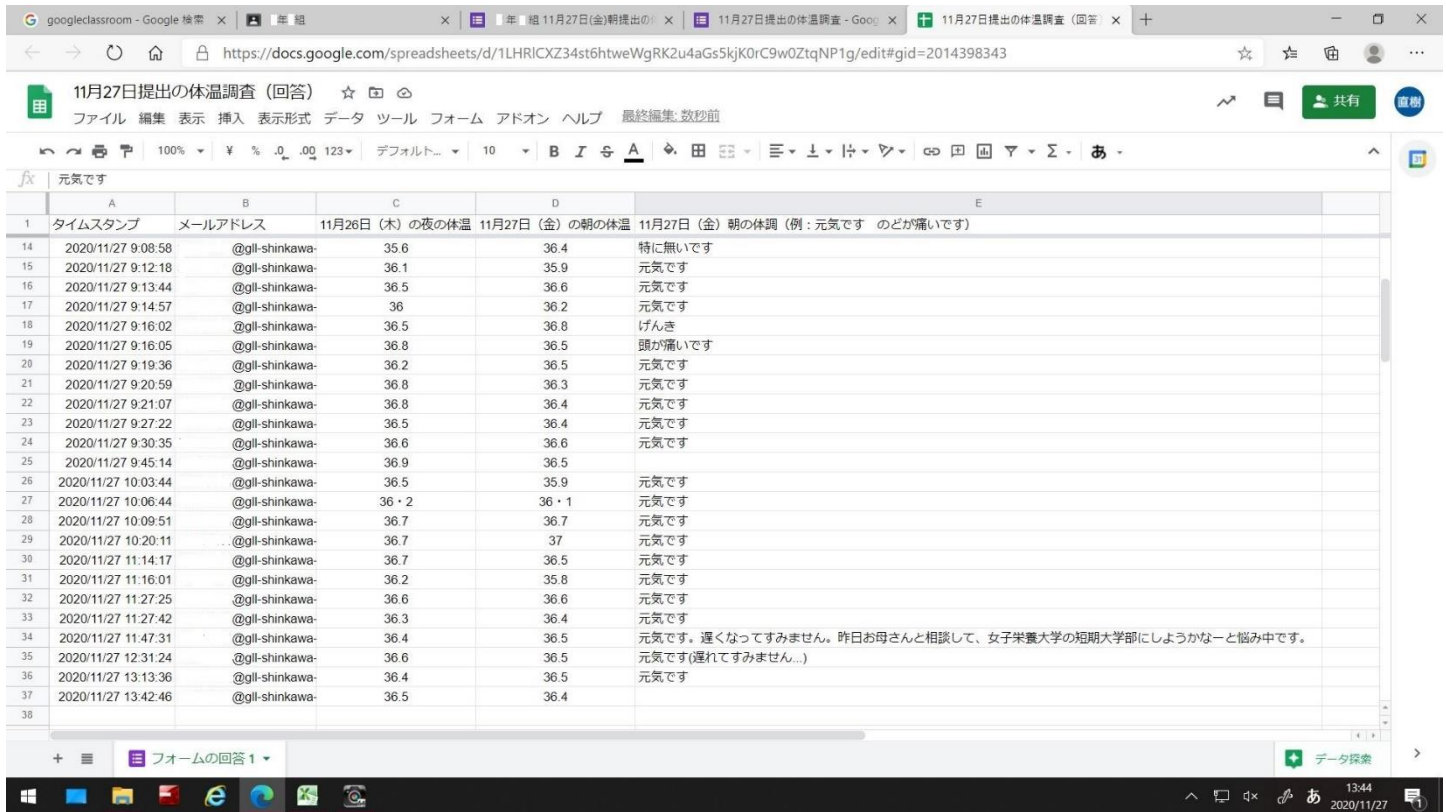 googleclassroom - Google 検索
年 組
年 組 11月27日(金)朝提出の
11月27日提出の体温調査 - Goog
11月27日提出の体温調査（回答）
https://docs.google.com/spreadsheets/d/1LHRlCXZ34st6htweWgRK2u4aGs5kjK0rC9w0ZtqNP1g/edit#gid=2014398343
11月27日提出の体温調査（回答）
共有
直樹
ファイル 編集 表示 挿入 表示形式 データ ツール フォーム アドオン ヘルプ 最終編集: 数秒前
100% ¥ % .0 .00 123 デフォルト... 10 B I S A あ
31
fx 元気です
A B C D E
1 タイムスタンプ メールアドレス 11月26日（木）の夜の体温 11月27日（金）の朝の体温 11月27日（金）朝の体調（例：元気です のどが痛いです）
14 2020/11/27 9:08:58 @gll-shinkawa- 35.6 36.4 特に無いです
15 2020/11/27 9:12:18 @gll-shinkawa- 36.1 35.9 元気です
16 2020/11/27 9:13:44 @gll-shinkawa- 36.5 36.6 元気です
17 2020/11/27 9:14:57 @gll-shinkawa- 36 36.2 元気です
18 2020/11/27 9:16:02 @gll-shinkawa- 36.5 36.8 げんき
19 2020/11/27 9:16:05 @gll-shinkawa- 36.8 36.5 頭が痛いです
20 2020/11/27 9:19:36 @gll-shinkawa- 36.2 36.5 元気です
21 2020/11/27 9:20:59 @gll-shinkawa- 36.8 36.3 元気です
22 2020/11/27 9:21:07 @gll-shinkawa- 36.8 36.4 元気です
23 2020/11/27 9:27:22 @gll-shinkawa- 36.5 36.4 元気です
24 2020/11/27 9:30:35 @gll-shinkawa- 36.6 36.6 元気です
25 2020/11/27 9:45:14 @gll-shinkawa- 36.9 36.5
26 2020/11/27 10:03:44 @gll-shinkawa- 36.5 35.9 元気です
27 2020/11/27 10:06:44 @gll-shinkawa- 36・2 36・1 元気です
28 2020/11/27 10:09:51 @gll-shinkawa- 36.7 36.7 元気です
29 2020/11/27 10:20:11 @gll-shinkawa- 36.7 37 元気です
30 2020/11/27 11:14:17 @gll-shinkawa- 36.7 36.5 元気です
31 2020/11/27 11:16:01 @gll-shinkawa- 36.2 35.8 元気です
32 2020/11/27 11:27:25 @gll-shinkawa- 36.6 36.6 元気です
33 2020/11/27 11:27:42 @gll-shinkawa- 36.3 36.4 元気です
34 2020/11/27 11:47:31 @gll-shinkawa- 36.4 36.5 元気です。遅くなってすみません。昨日お母さんと相談して、女子栄養大学の短期大学部にしようかなーと悩み中です。
35 2020/11/27 12:31:24 @gll-shinkawa- 36.6 36.5 元気です(遅れてすみません...)
36 2020/11/27 13:13:36 @gll-shinkawa- 36.4 36.5 元気です
37 2020/11/27 13:42:46 @gll-shinkawa- 36.5 36.4
38
フォームの回答 1
データ探索
あ
13:44
2020/11/27
1